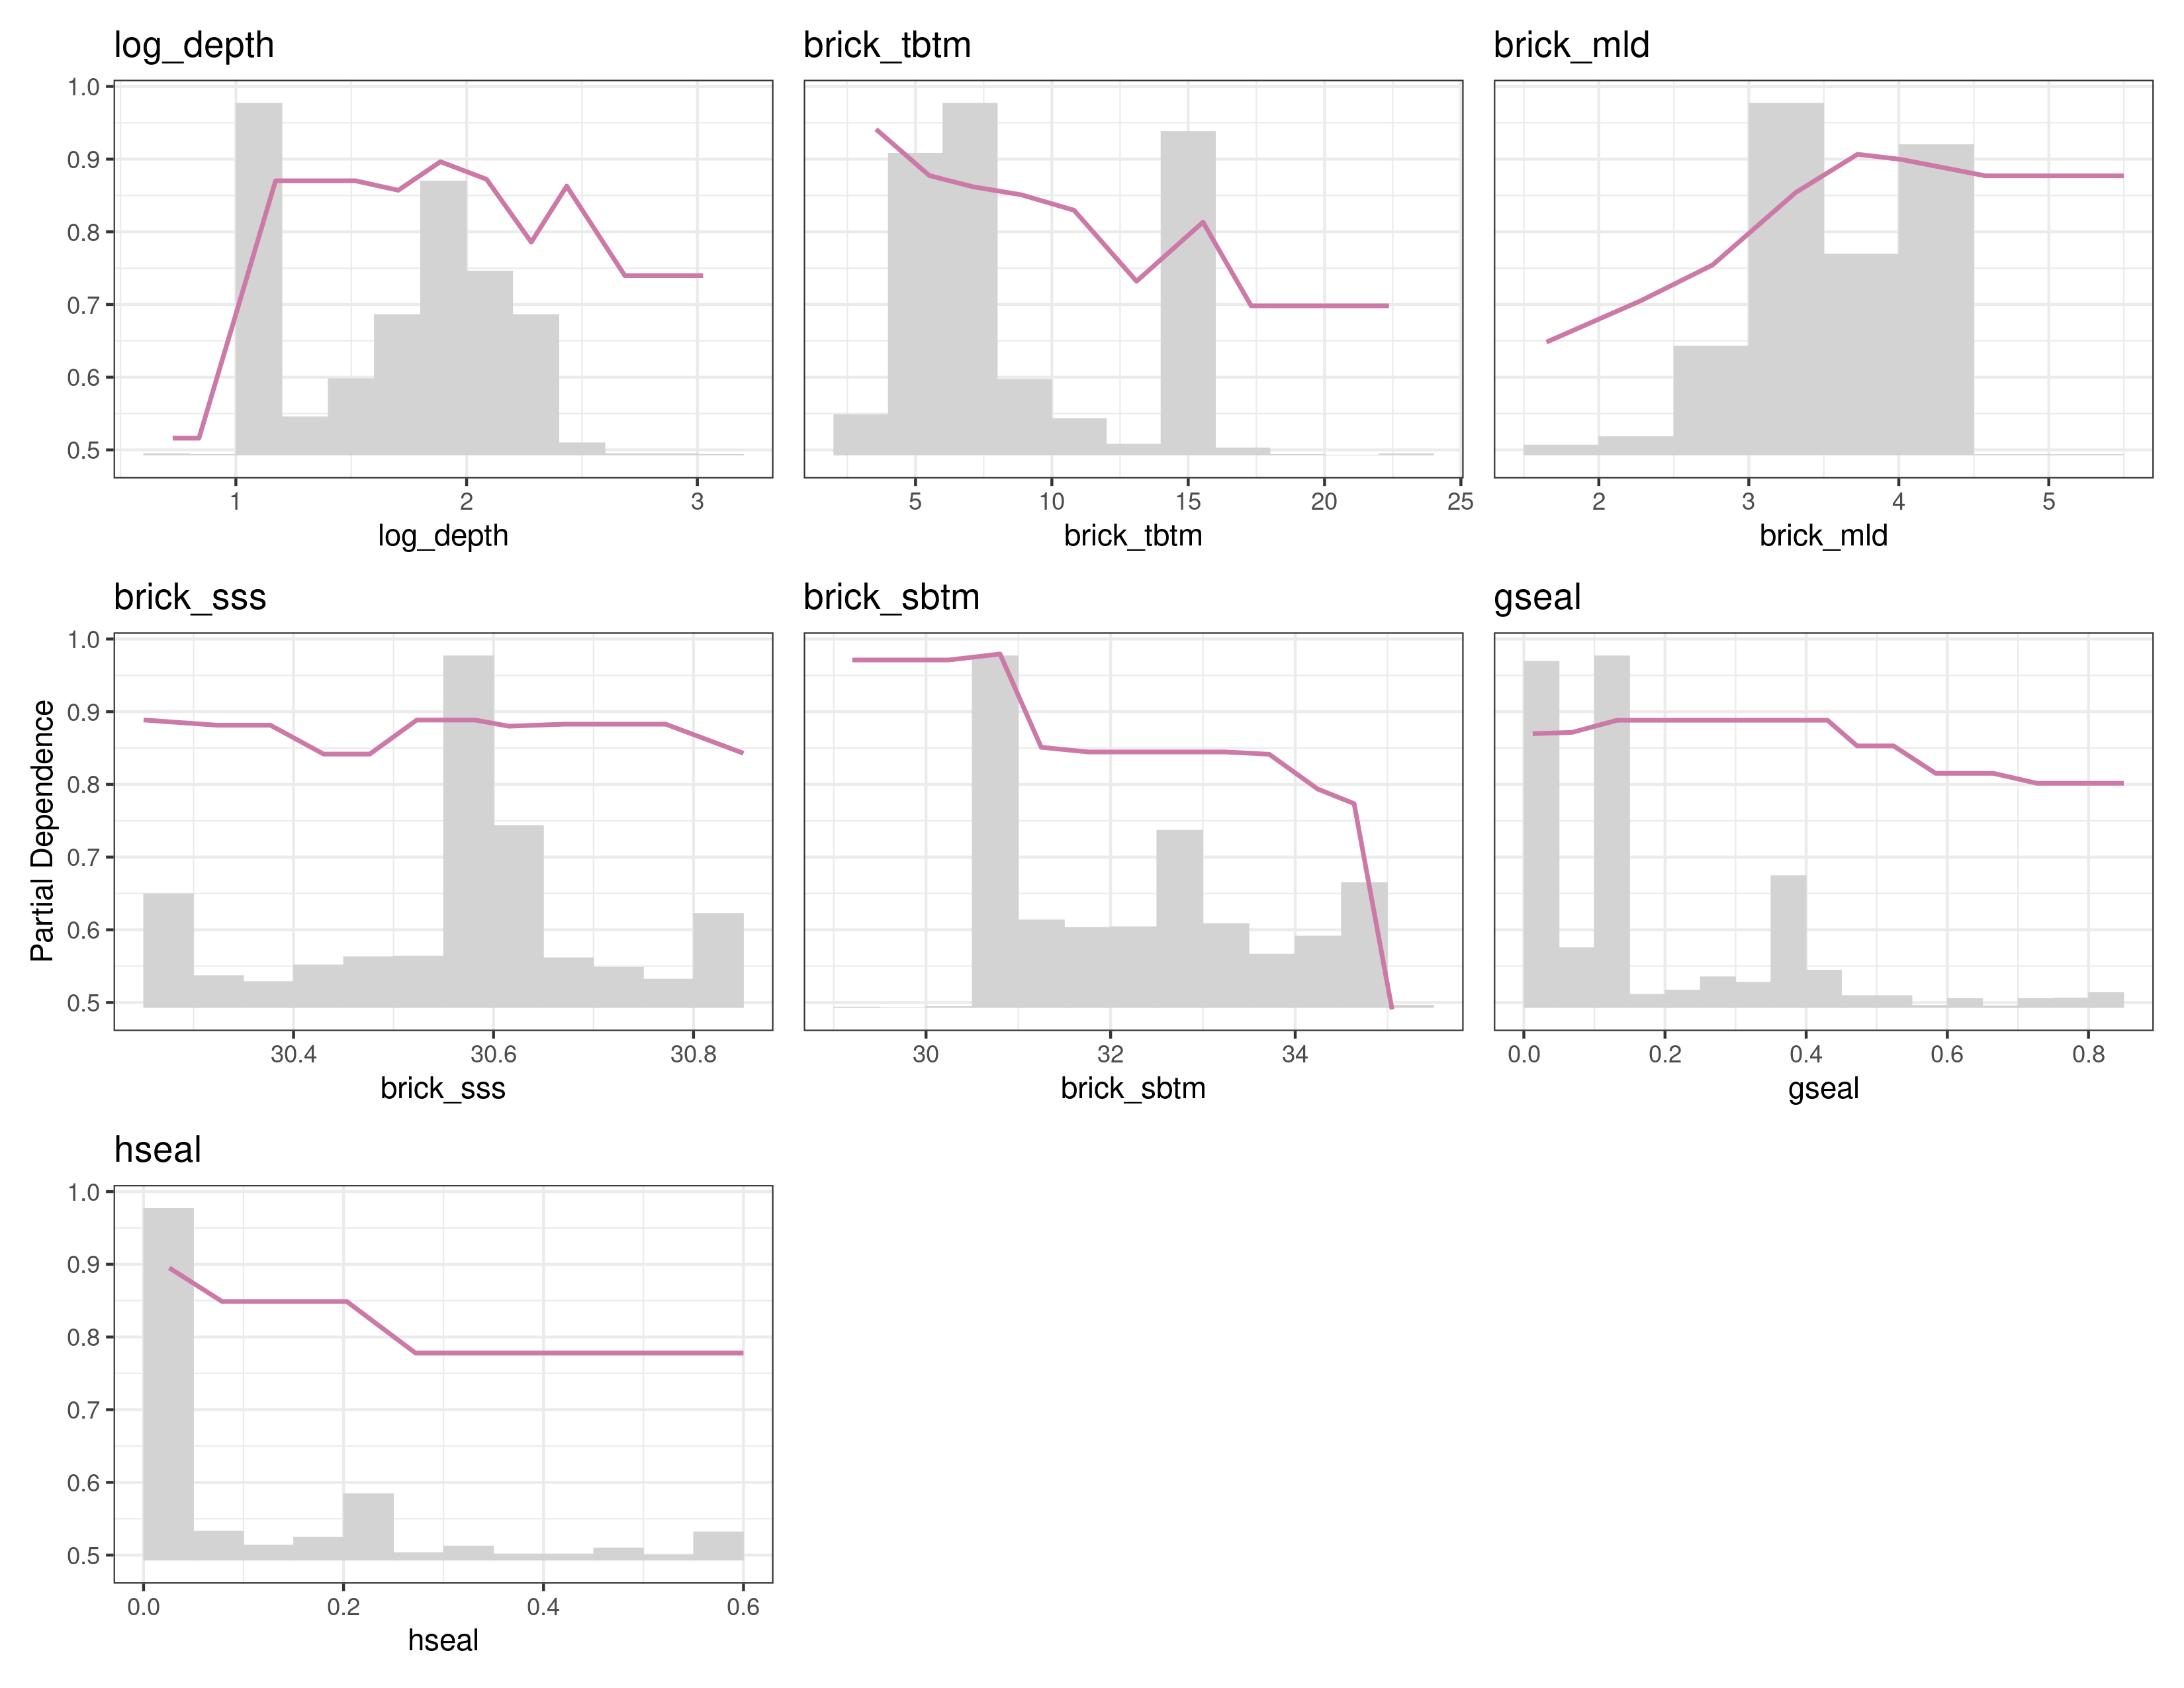 log_depth
brick_tbtm
brick_mld
1.0
0.9
0.8
0.7
0.6
0.5
1 2 3
5 10 15 20 25
2 3 4 5
log_depth
brick_tbtm
brick_mld
brick_sss
brick_sbtm
gseal
Partial Dependence
1.0
0.9
0.8
0.7
0.6
0.5
30.4 30.6 30.8
30 32 34
0.0 0.2 0.4 0.6 0.8
brick_sss
brick_sbtm
gseal
hseal
1.0
0.9
0.8
0.7
0.6
0.5
0.0 0.2 0.4 0.6
hseal